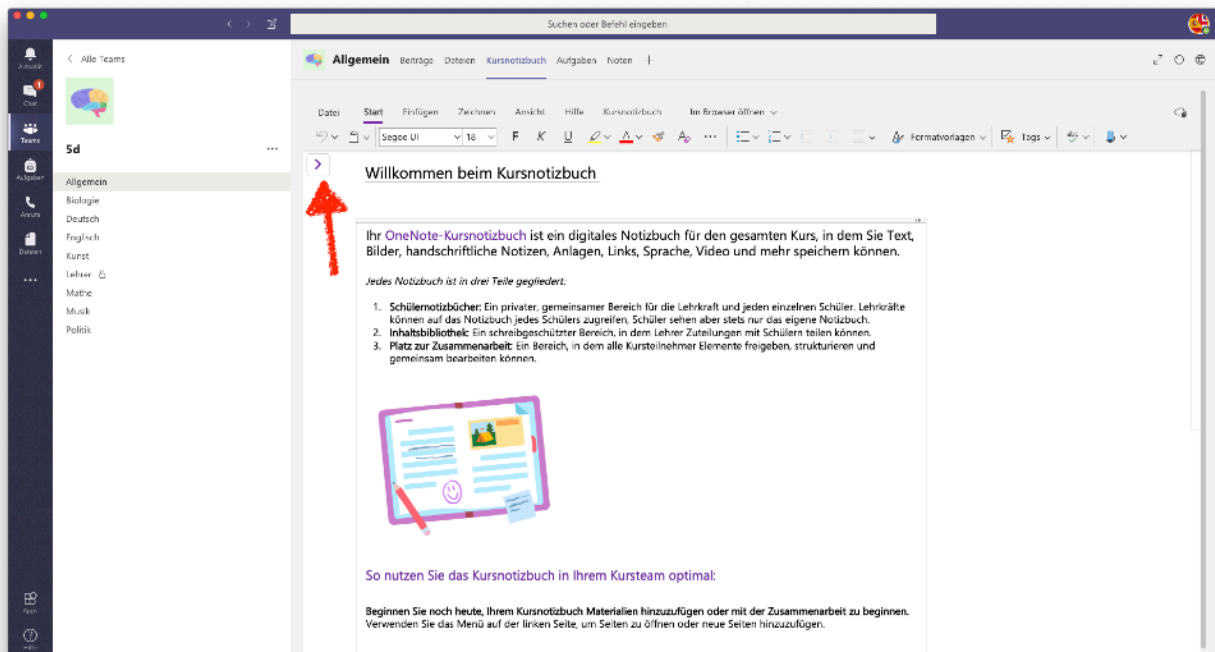 Suchen oder Befehl eingeben
Aktivität
Chat
1
Teams
Aufgaben
Anrufe
Dateien
Apps
Hilfe
Alle Teams
5d
Allgemein
Biologie
Deutsch
Englisch
Kunst
Lehrer
Mathe
Musik
Politik
Allgemein Beiträge Dateien Kursnotizbuch Aufgaben Noten
Datei Start Einfügen Zeichnen Ansicht Hilfe Kursnotizbuch Im Browser öffnen
Segoe UI 18 F K U A A Formatvorlagen Tags
Willkommen beim Kursnotizbuch
Ihr OneNote-Kursnotizbuch ist ein digitales Notizbuch für den gesamten Kurs, in dem Sie Text,
Bilder, handschriftliche Notizen, Anlagen, Links, Sprache, Video und mehr speichern können.
Jedes Notizbuch ist in drei Teile gegliedert:
1. Schülernotizbücher: Ein privater, gemeinsamer Bereich für die Lehrkraft und jeden einzelnen Schüler. Lehrkräfte
können auf das Notizbuch jedes Schülers zugreifen, Schüler sehen aber stets nur das eigene Notizbuch.
2. Inhaltsbibliothek: Ein schreibgeschützter Bereich, in dem Lehrer Zuteilungen mit Schülern teilen können.
3. Platz zur Zusammenarbeit: Ein Bereich, in dem alle Kursteilnehmer Elemente freigeben, strukturieren und
gemeinsam bearbeiten können.
So nutzen Sie das Kursnotizbuch in Ihrem Kursteam optimal:
Beginnen Sie noch heute, Ihrem Kursnotizbuch Materialien hinzuzufügen oder mit der Zusammenarbeit zu beginnen.
Verwenden Sie das Menü auf der linken Seite, um Seiten zu öffnen oder neue Seiten hinzuzufügen.